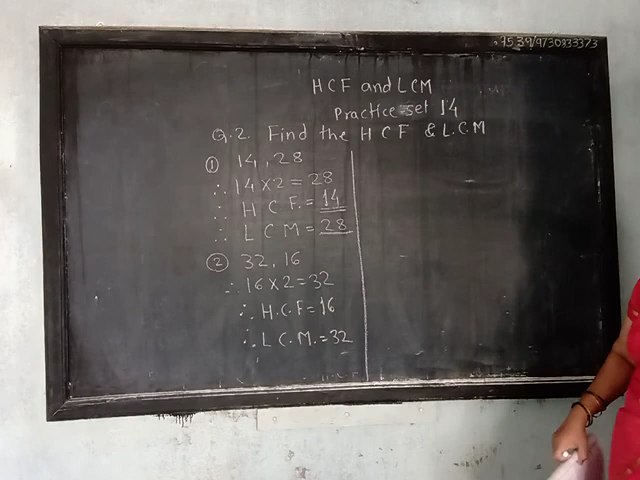 HCF and LCM
Practice set 14
Q.2. Find the H C F & L.C.M
① 14, 28
∴ 14 × 2 = 28
∴ H C F. = 14
∴ L C M = 28
② 32, 16
∴ 16 × 2 = 32
∴ H.C.F = 16
∴ L C.M. = 32